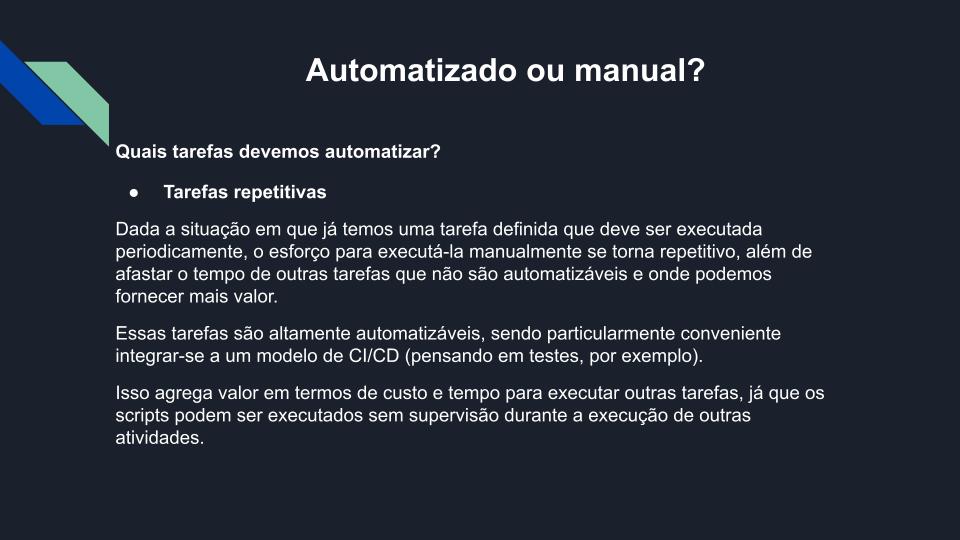 Automatizado ou manual?
Quais tarefas devemos automatizar?
● Tarefas repetitivas
Dada a situação em que já temos uma tarefa definida que deve ser executada
periodicamente, o esforço para executá-la manualmente se torna repetitivo, além de
afastar o tempo de outras tarefas que não são automatizáveis e onde podemos
fornecer mais valor.
Essas tarefas são altamente automatizáveis, sendo particularmente conveniente
integrar-se a um modelo de CI/CD (pensando em testes, por exemplo).
Isso agrega valor em termos de custo e tempo para executar outras tarefas, já que os
scripts podem ser executados sem supervisão durante a execução de outras
atividades.